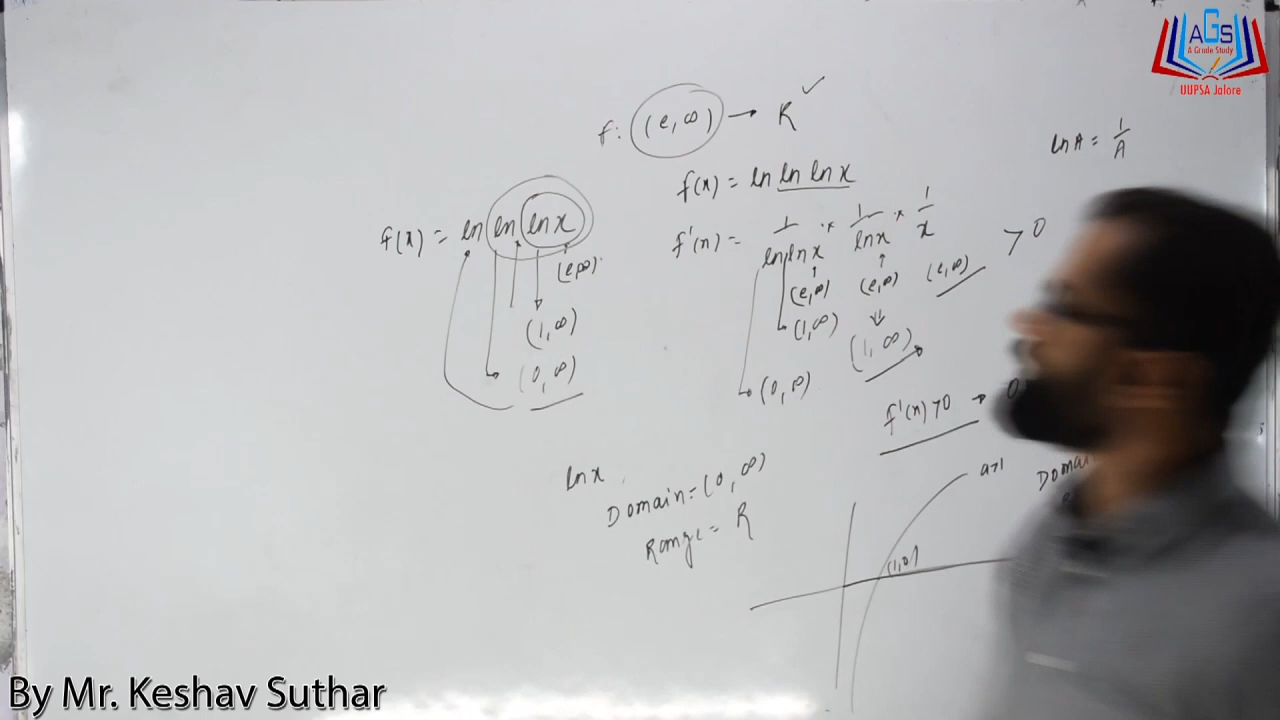 AGS
A Grade Study
UUPSA Jalore
f: (e, ∞) → R ✓
ln A = 1/A
f(x) = ln ln ln x
f(x) = ln ln ln x
(e, ∞)
(1, ∞)
(0, ∞)
f'(x) = 1/(ln ln x) × 1/(ln x) × 1/x > 0
(e, ∞) (e, ∞) (e, ∞)
(1, ∞) (1, ∞)
(0, ∞)
f'(x) > 0 →
ln x
Domain = (0, ∞)
Range = R
a>1
(1,0)
By Mr. Keshav Suthar